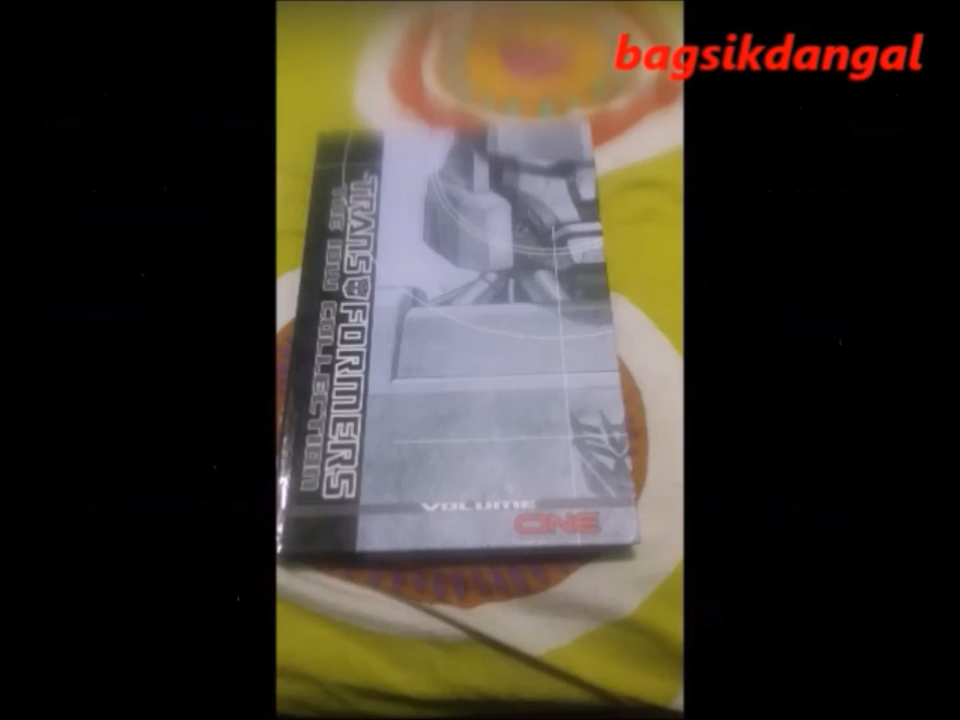 bagsikdangal
TRANSFORMERS
THE IDW COLLECTION
VOLUME
ONE